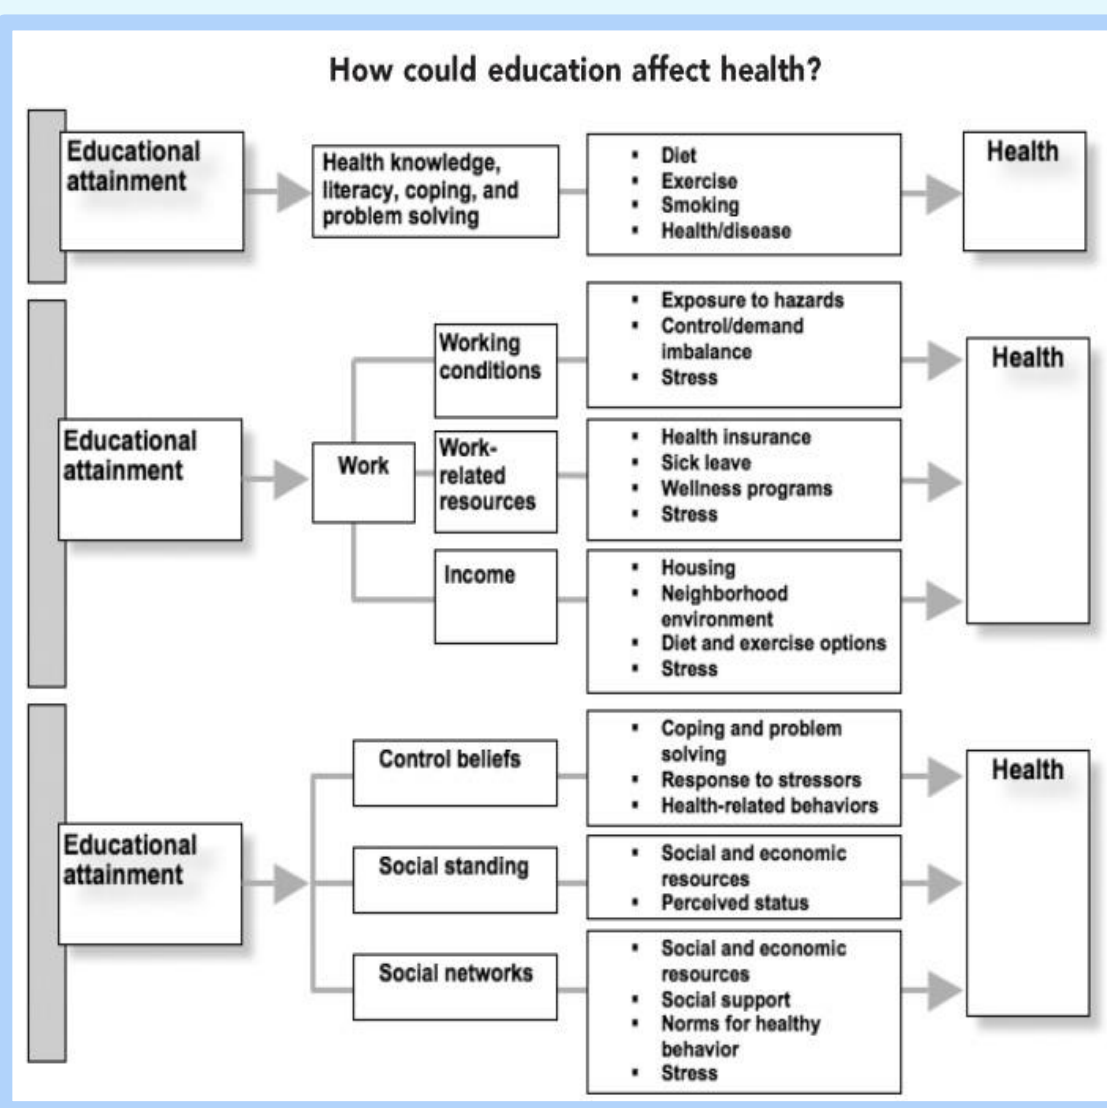 How could education affect health?
Educational
attainment
Health knowledge,
literacy, coping, and
problem solving
▪ Diet
▪ Exercise
▪ Smoking
▪ Health/disease
Health
Educational
attainment
Work
Working
conditions
▪ Exposure to hazards
▪ Control/demand
imbalance
▪ Stress
Work-
related
resources
▪ Health insurance
▪ Sick leave
▪ Wellness programs
▪ Stress
Income
▪ Housing
▪ Neighborhood
environment
▪ Diet and exercise options
▪ Stress
Health
Educational
attainment
Control beliefs
▪ Coping and problem
solving
▪ Response to stressors
▪ Health-related behaviors
Social standing
▪ Social and economic
resources
▪ Perceived status
Social networks
▪ Social and economic
resources
▪ Social support
▪ Norms for healthy
behavior
▪ Stress
Health